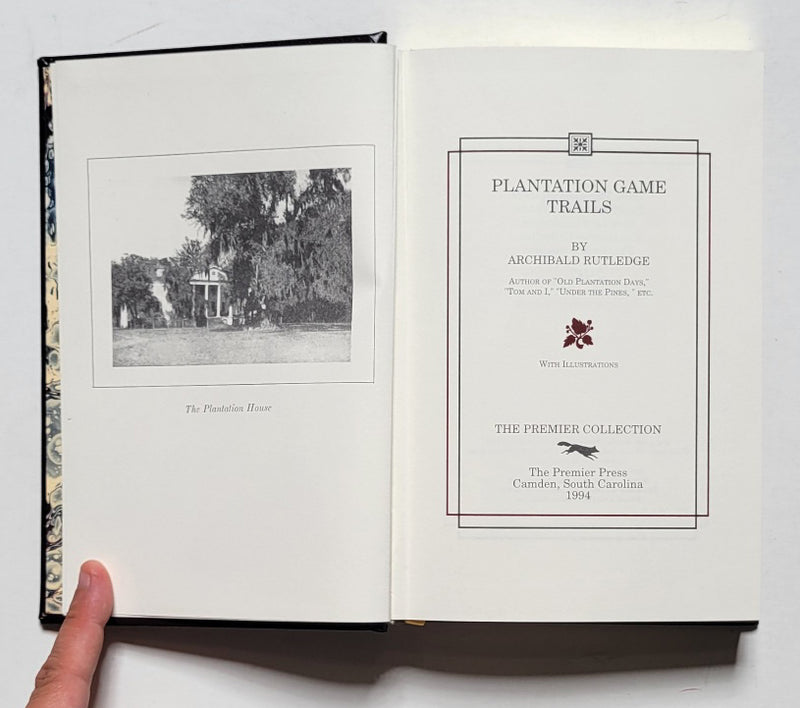 The Plantation House
PLANTATION GAME
TRAILS
BY
ARCHIBALD RUTLEDGE
AUTHOR OF "OLD PLANTATION DAYS,"
"TOM AND I," "UNDER THE PINES, " ETC.
WITH ILLUSTRATIONS
THE PREMIER COLLECTION
The Premier Press
Camden, South Carolina
1994